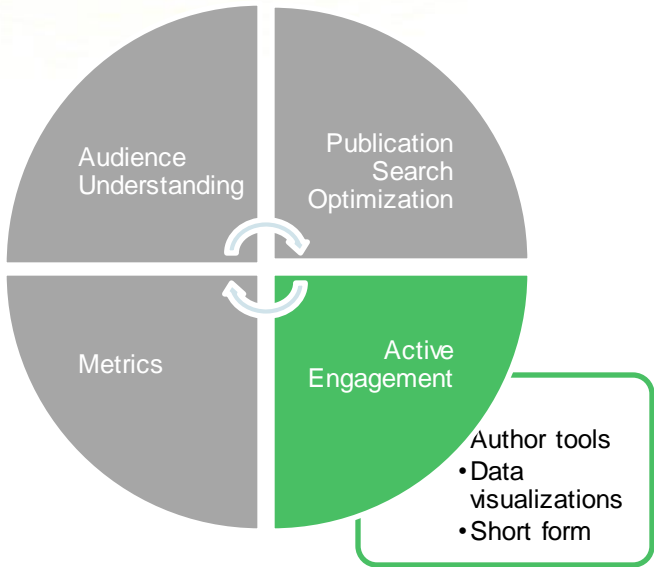 Audience
Understanding
Publication
Search
Optimization
Metrics
Active
Engagement
Author tools
•Data
visualizations
•Short form